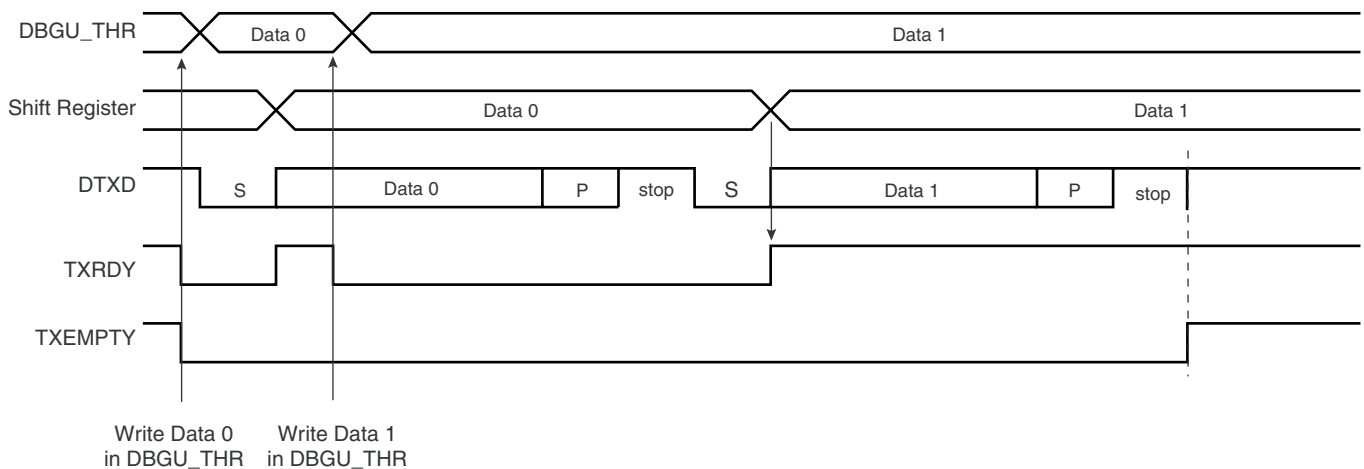 DBGU_THR
Data 0
Data 1
Shift Register
Data 0
Data 1
DTXD
S
Data 0
P
stop
S
Data 1
P
stop
TXRDY
TXEMPTY
Write Data 0
in DBGU_THR
Write Data 1
in DBGU_THR